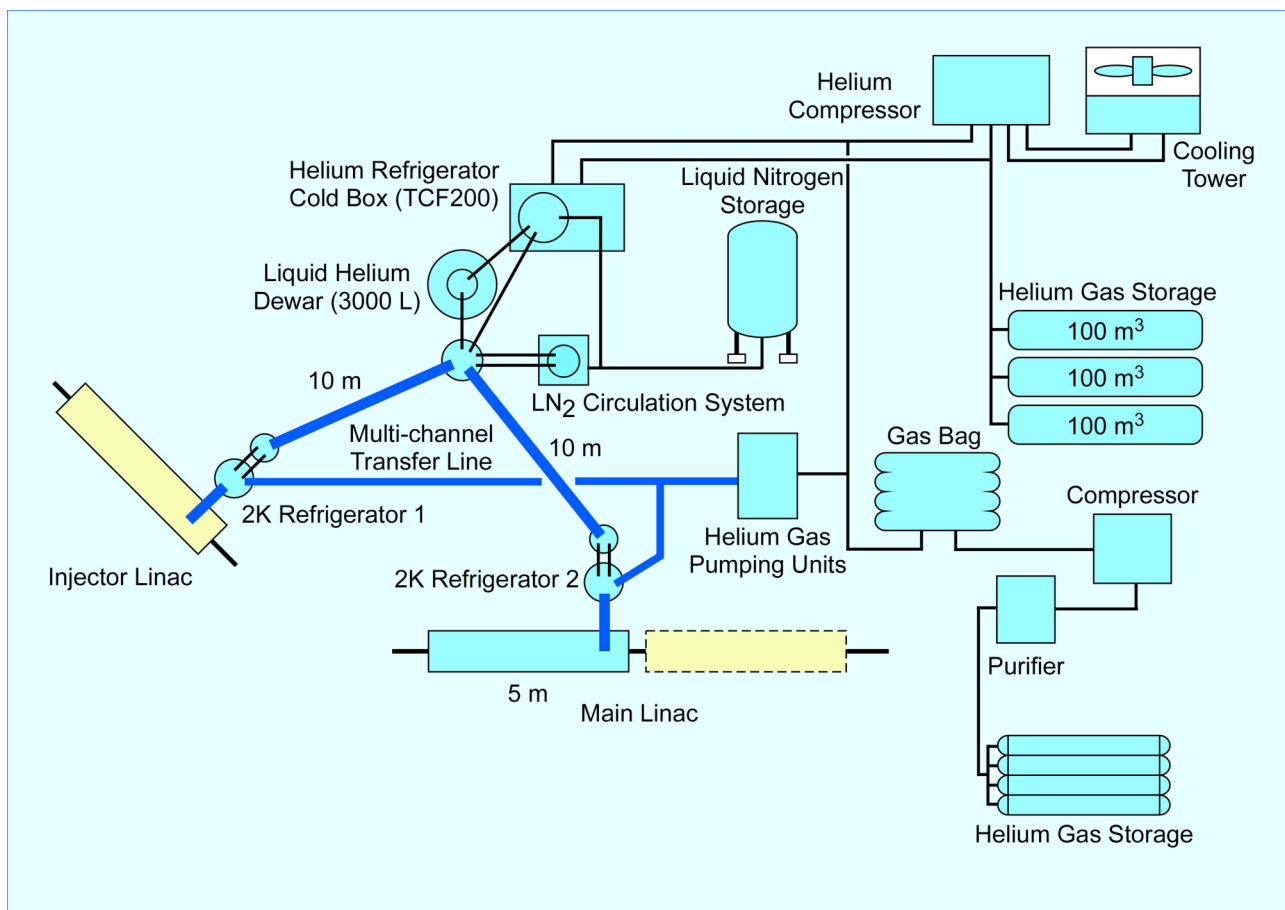 Helium
Compressor
Cooling
Tower
Helium Refrigerator
Cold Box (TCF200)
Liquid Nitrogen
Storage
Liquid Helium
Dewar (3000 L)
Helium Gas Storage
100 m³
100 m³
100 m³
10 m
LN₂ Circulation System
Multi-channel
Transfer Line
10 m
Gas Bag
Compressor
2K Refrigerator 1
Helium Gas
Pumping Units
Injector Linac
2K Refrigerator 2
Purifier
5 m
Main Linac
Helium Gas Storage